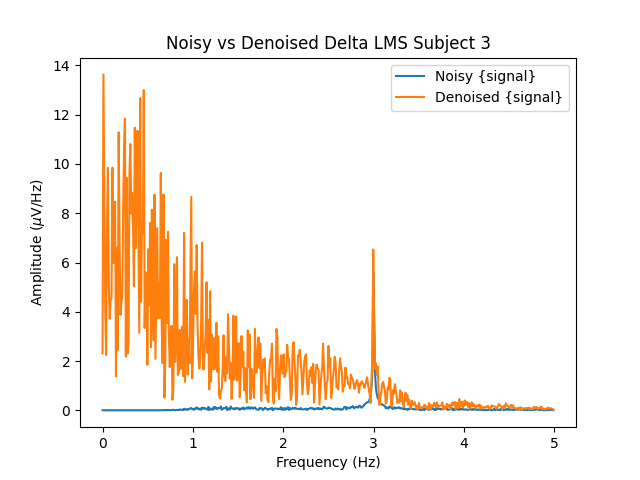 Noisy vs Denoised Delta LMS Subject 3
Noisy {signal}
Denoised {signal}
Amplitude (μV/Hz)
14
12
10
8
6
4
2
0
0 1 2 3 4 5
Frequency (Hz)